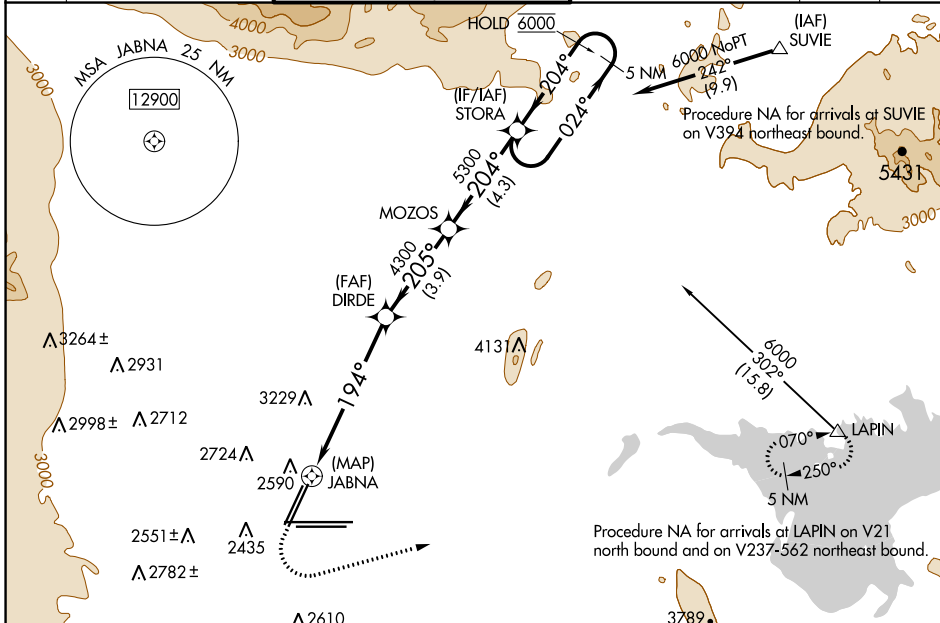 4000
3000
3000
MSA JABNA 25 NM
12900
HOLD 6000
204°
024°
5 NM
6000 NoPT
242°
(9.9)
(IAF)
SUVIE
Procedure NA for arrivals at SUVIE
on V394 northeast bound.
5431
3000
(IF/IAF)
STORA
5300
204°
(4.3)
MOZOS
4300
205°
(3.9)
(FAF)
DIRDE
3264±
2931
4131
6000
302°
(15.8)
194°
3229
2998±
2712
3000
2724
2590
(MAP)
JABNA
LAPIN
070°
250°
5 NM
2551±
2435
Procedure NA for arrivals at LAPIN on V21
north bound and on V237-562 northeast bound.
2782±
2610
3789